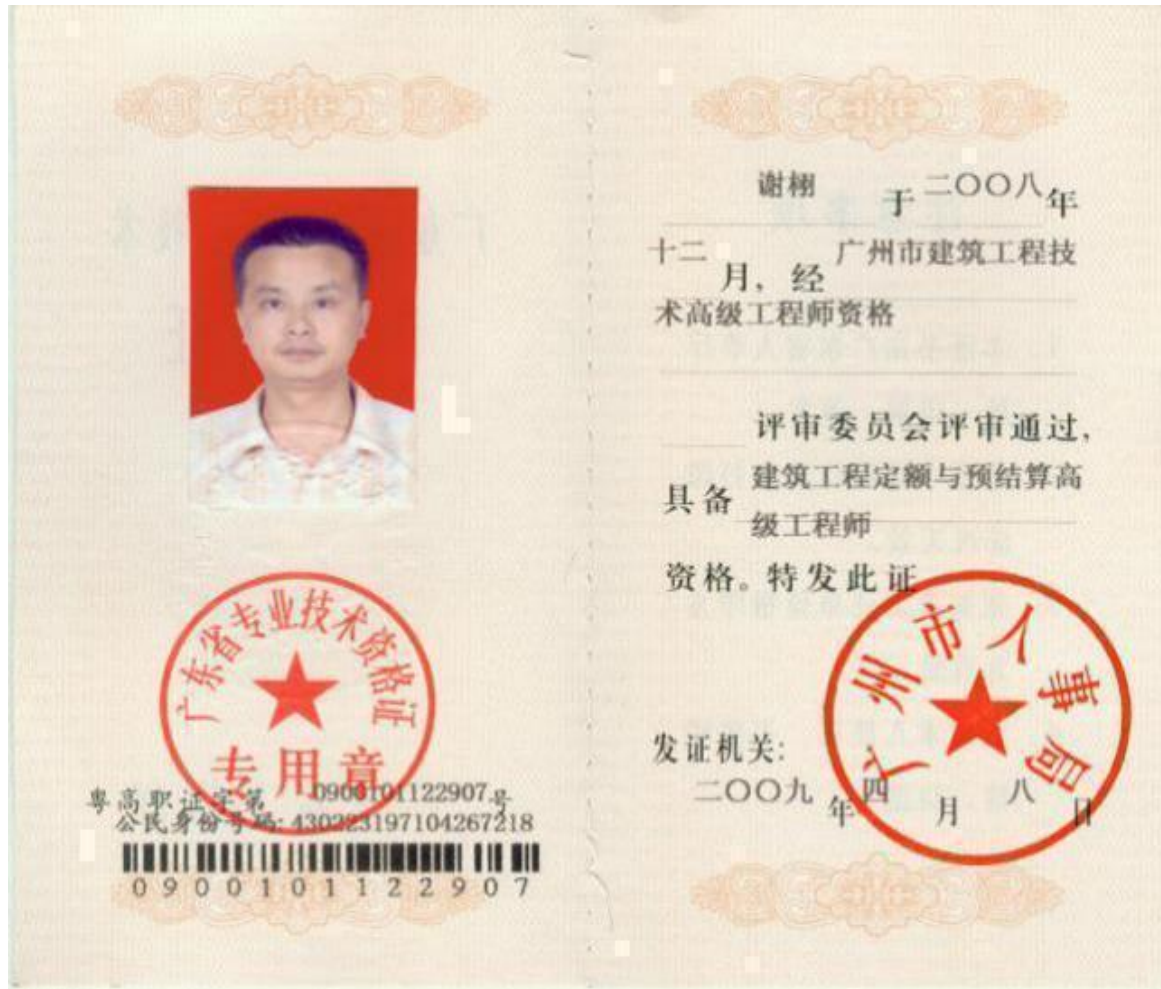 广东省专业技术资格证
专用章
粤高职证字第 0900101122907号
公民身份号码: 430223197104267218
0900101122907
谢栩 于 二〇〇八年
十二月，经 广州市建筑工程技
术高级工程师资格
评审委员会评审通过,
具备 建筑工程定额与预结算高
级工程师
资格。特发此证
广州市人事局
发证机关:
二〇〇九年四月八日